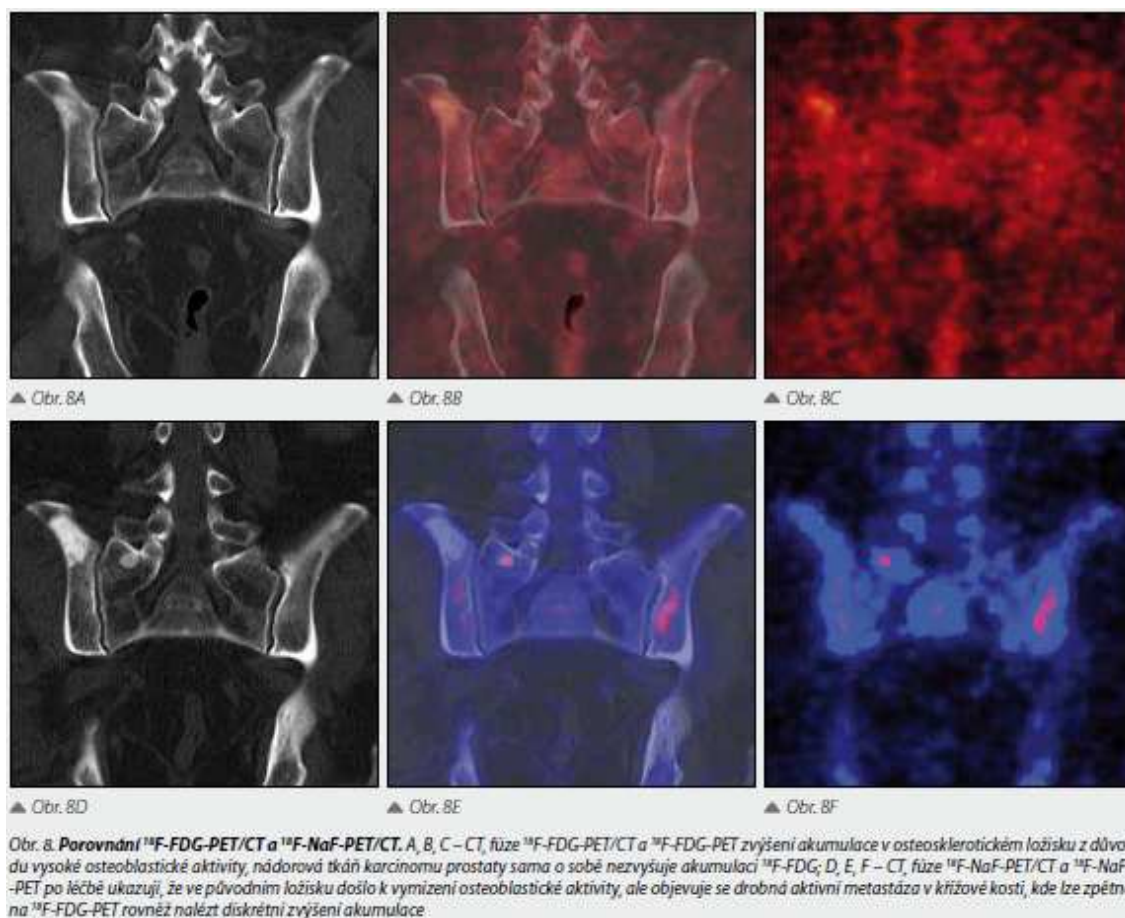 ▲ Obr. 8A
▲ Obr. 8B
▲ Obr. 8C
▲ Obr. 8D
▲ Obr. 8E
▲ Obr. 8F
Obr. 8. Porovnání ¹⁸F-FDG-PET/CT a ¹⁸F-NaF-PET/CT. A, B, C – CT, fúze ¹⁸F-FDG-PET/CT a ¹⁸F-FDG-PET zvýšení akumulace v osteosklerotickém ložisku z důvo
du vysoké osteoblastické aktivity, nádorová tkáň karcinomu prostaty sama o sobě nezvyšuje akumulaci ¹⁸F-FDG; D, E, F – CT, fúze ¹⁸F-NaF-PET/CT a ¹⁸F-NaF
-PET po léčbě ukazují, že ve původním ložisku došlo k vymizení osteoblastické aktivity, ale objevuje se drobná aktivní metastáza v křížové kosti, kde lze zpětně
na ¹⁸F-FDG-PET rovněž nalézt diskrétní zvýšení akumulace